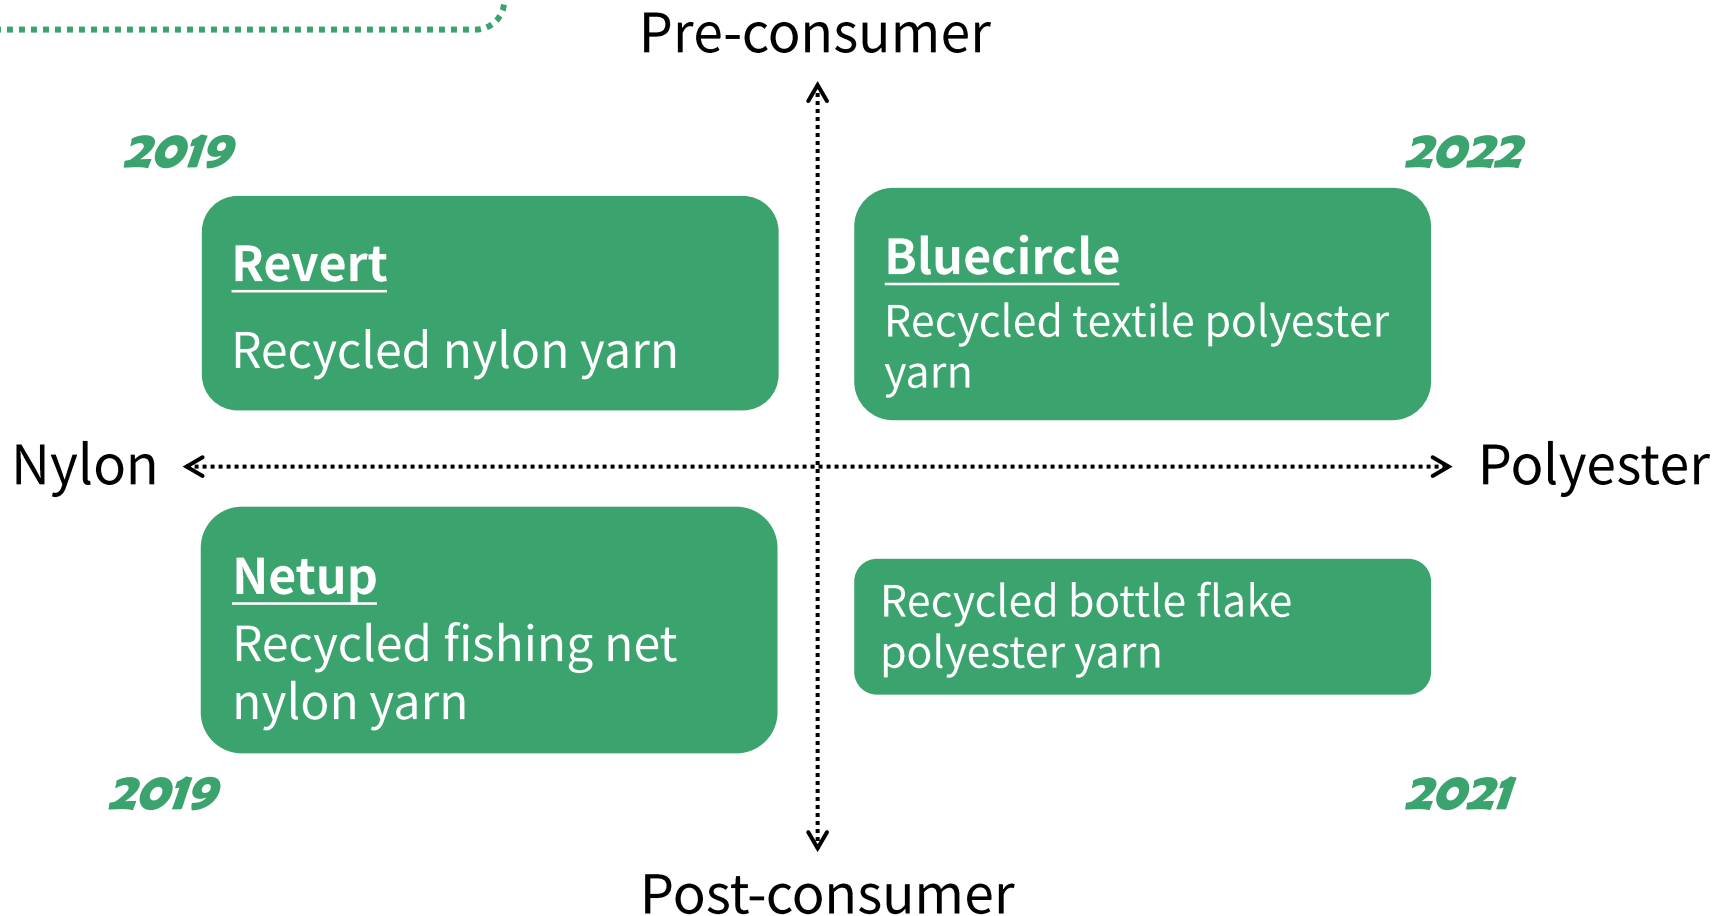 Pre-consumer
2019
2022
Revert
Recycled nylon yarn
Bluecircle
Recycled textile polyester
yarn
Nylon
Polyester
Netup
Recycled fishing net
nylon yarn
Recycled bottle flake
polyester yarn
2019
2021
Post-consumer